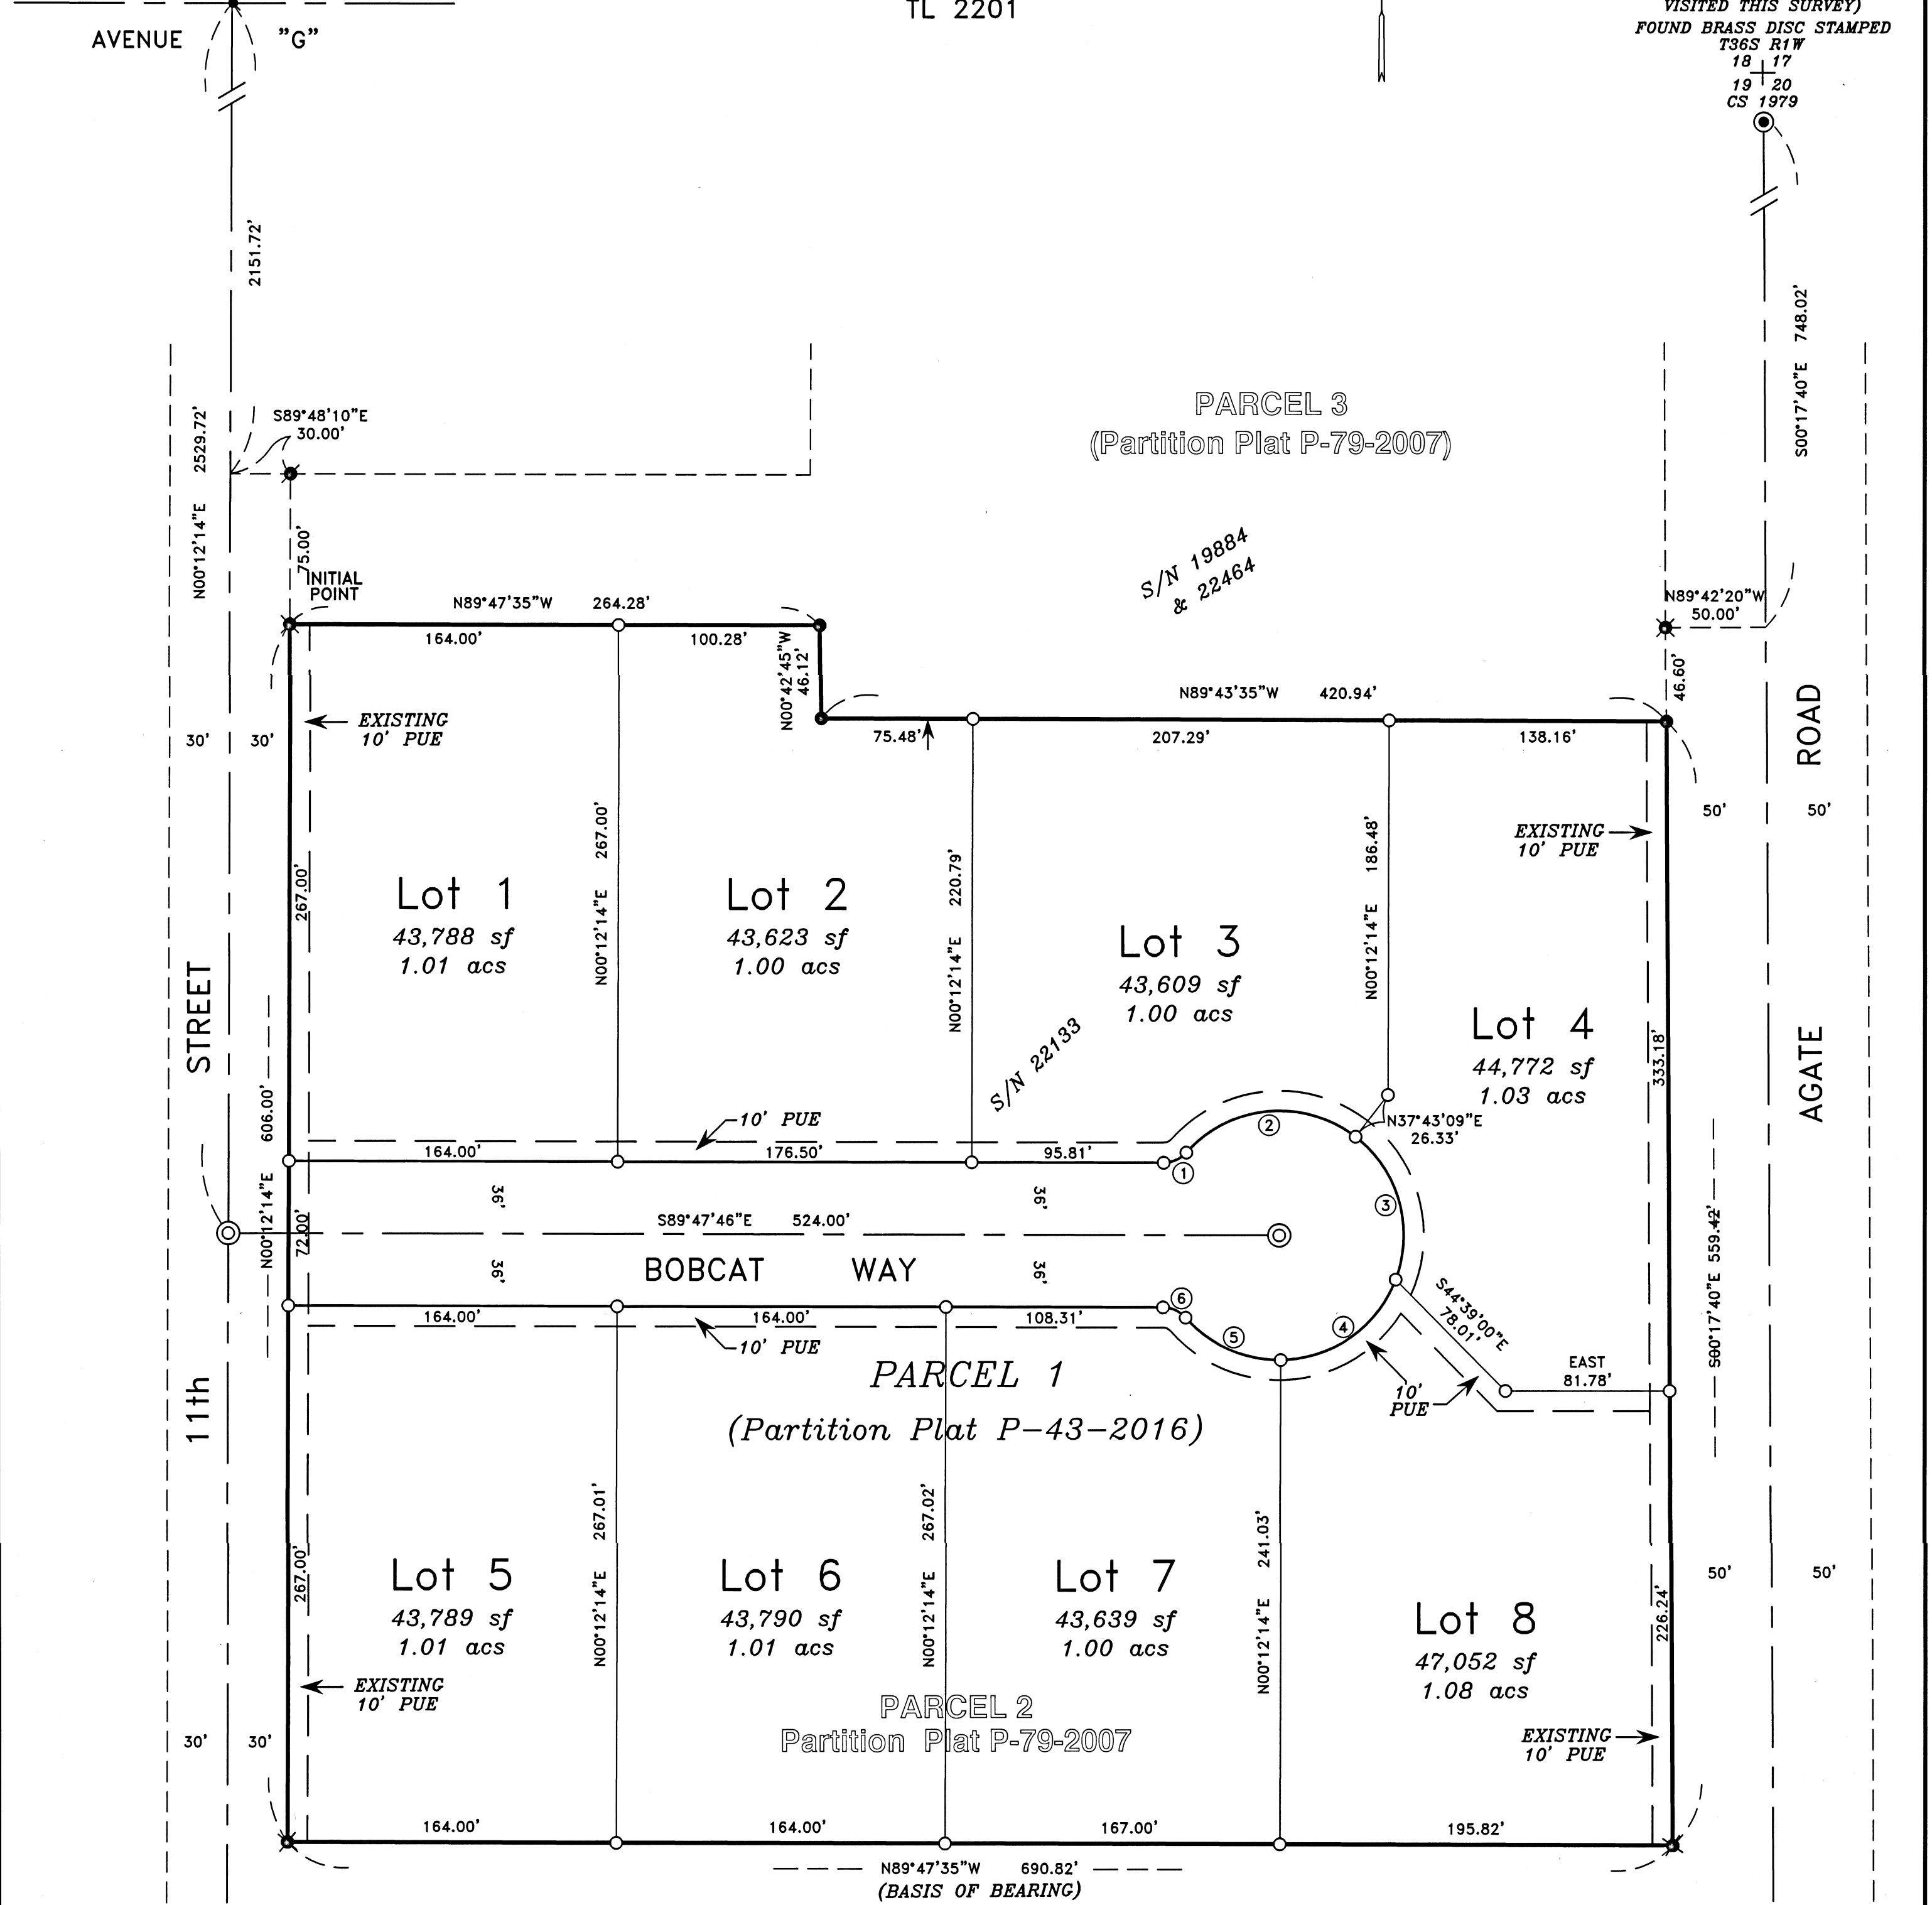 TL 2201
VISITED THIS SURVEY)
FOUND BRASS DISC STAMPED
T36S R1W
18 17
19 20
CS 1979
AVENUE "G"
2151.72'
N00°12'14"E 2529.72'
S89°48'10"E
30.00'
75.00'
INITIAL
POINT
PARCEL 3
(Partition Plat P-79-2007)
S/N 19884
& 22464
S00°17'40"E 748.02'
N89°42'20"W
50.00'
46.60'
N89°47'35"W 264.28'
164.00'
100.28'
N00°42'45"W
46.12'
N89°43'35"W 420.94'
75.48'
207.29'
138.16'
30'
30'
EXISTING
10' PUE
EXISTING
10' PUE
50'
50'
ROAD
AGATE
267.00'
N00°12'14"E 267.00'
N00°12'14"E 220.79'
N00°12'14"E 186.48'
333.18'
Lot 1
43,788 sf
1.01 acs
Lot 2
43,623 sf
1.00 acs
Lot 3
43,609 sf
1.00 acs
Lot 4
44,772 sf
1.03 acs
S/N 22133
STREET
11th
N00°12'14"E 606.00'
10' PUE
164.00'
176.50'
95.81'
1
2
3
4
5
6
N37°43'09"E
26.33'
72.00'
36'
36'
S89°47'46"E 524.00'
36'
36'
BOBCAT WAY
164.00'
164.00'
108.31'
10' PUE
S44°39'00"E
78.01'
EAST
81.78'
10'
PUE
S00°17'40"E 559.42'
PARCEL 1
(Partition Plat P-43-2016)
267.00'
N00°12'14"E 267.01'
N00°12'14"E 267.02'
N00°12'14"E 241.03'
226.24'
Lot 5
43,789 sf
1.01 acs
Lot 6
43,790 sf
1.01 acs
Lot 7
43,639 sf
1.00 acs
Lot 8
47,052 sf
1.08 acs
50'
50'
EXISTING
10' PUE
PARCEL 2
Partition Plat P-79-2007
EXISTING
10' PUE
30'
30'
164.00'
164.00'
167.00'
195.82'
N89°47'35"W 690.82'
(BASIS OF BEARING)